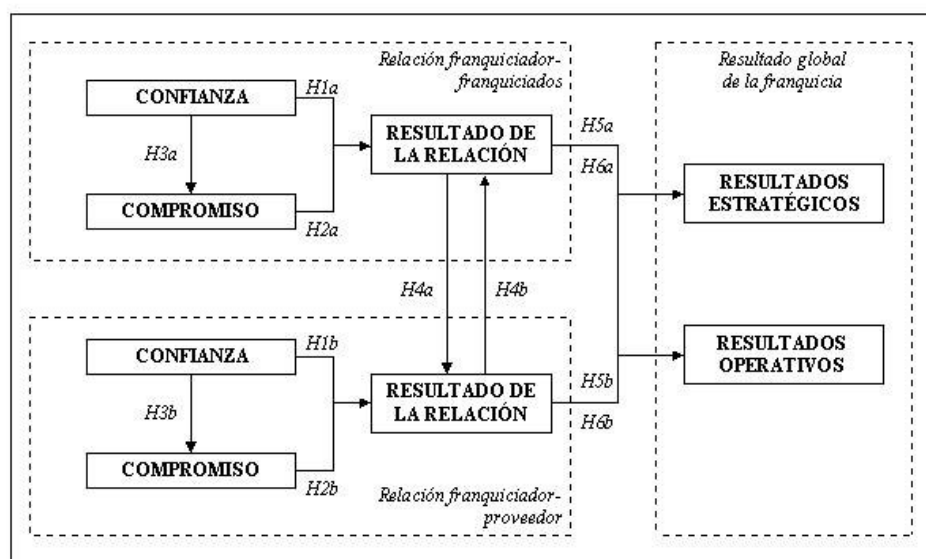 Relación franquiciador-
franquiciados
CONFIANZA
H1a
H3a
COMPROMISO
H2a
RESULTADO DE
LA RELACIÓN
H5a
H6a
H4a
H4b
Relación franquiciador-
proveedor
CONFIANZA
H1b
H3b
COMPROMISO
H2b
RESULTADO DE
LA RELACIÓN
H5b
H6b
Resultado global
de la franquicia
RESULTADOS
ESTRATÉGICOS
RESULTADOS
OPERATIVOS